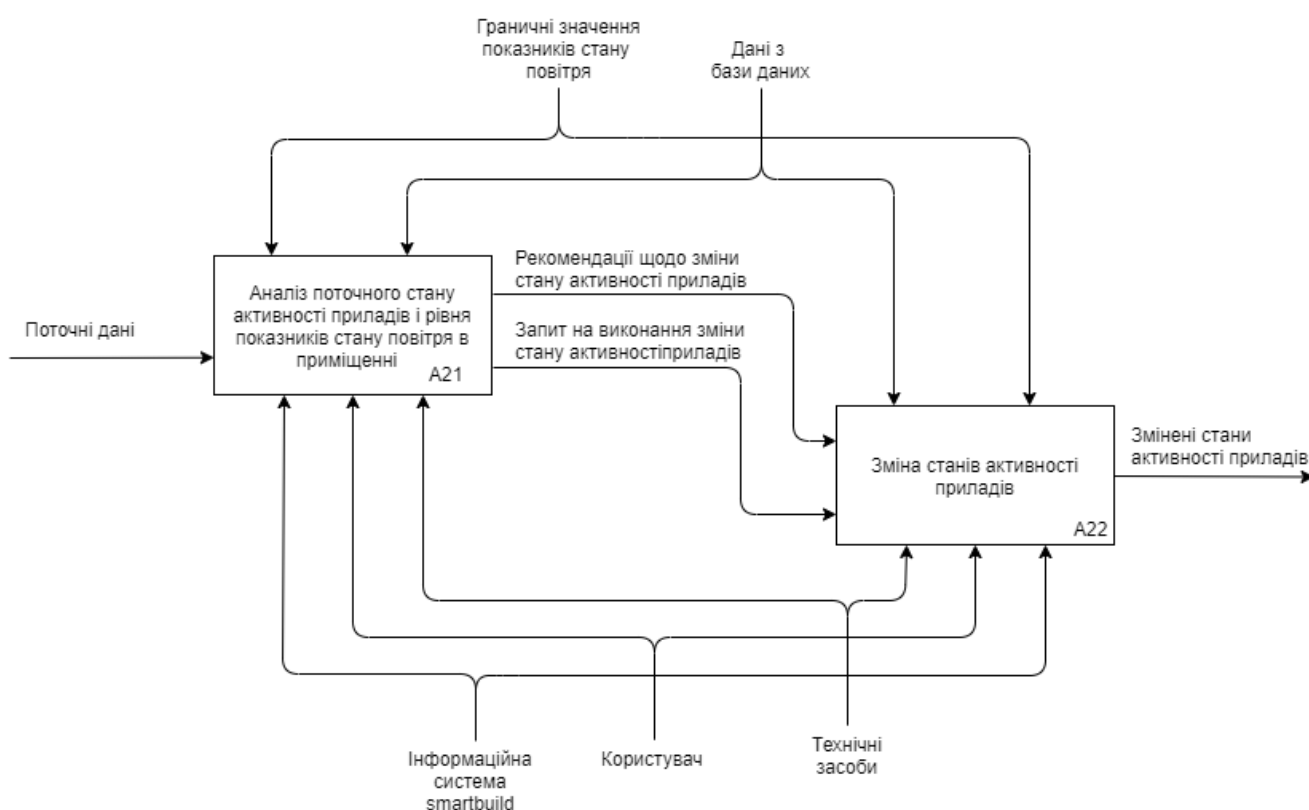 Граничні значення
показників стану
повітря
Дані з
бази даних
Рекомендації щодо зміни
стану активності приладів
Аналіз поточного стану
активності приладів і рівня
показників стану повітря в
приміщенні
A21
Поточні дані
Запит на виконання зміни
стану активностіприладів
Змінені стани
активності приладів
Зміна станів активності
приладів
A22
Інформаційна
система
smartbuild
Користувач
Технічні
засоби